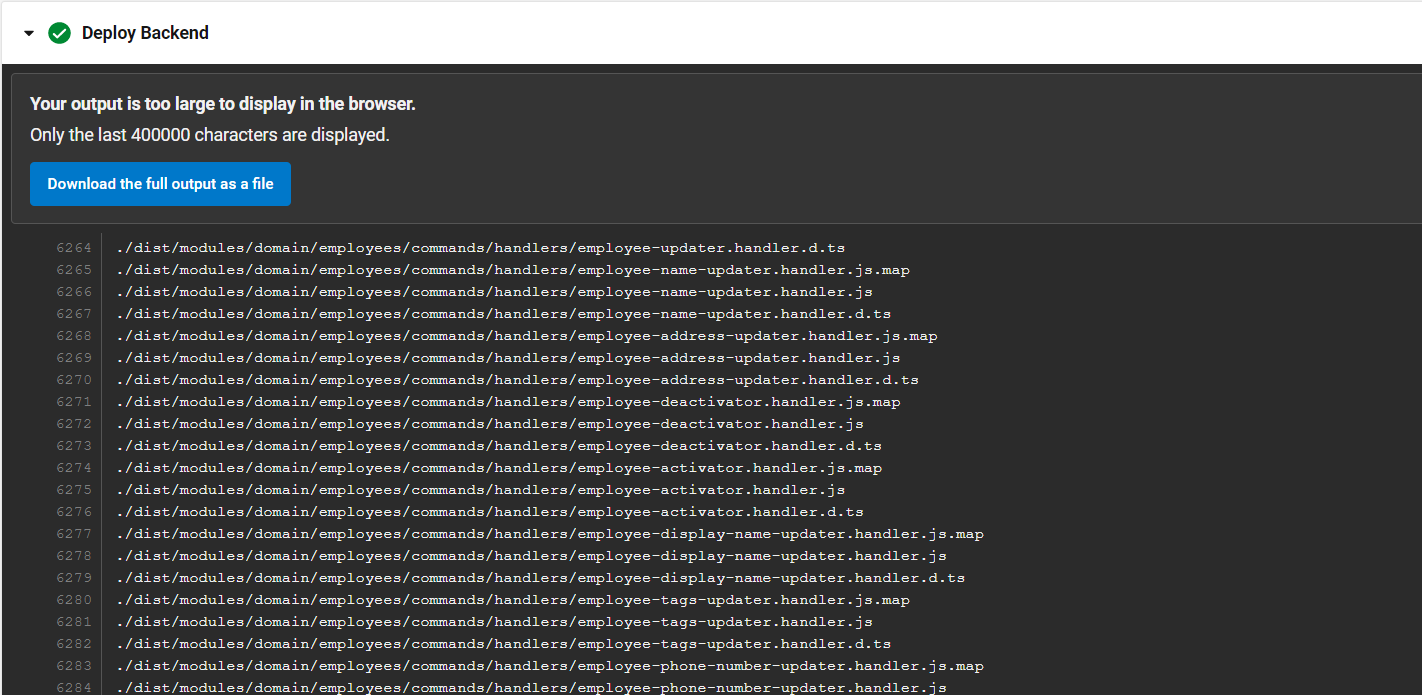 Deploy Backend
Your output is too large to display in the browser.
Only the last 400000 characters are displayed.
Download the full output as a file
6264 ./dist/modules/domain/employees/commands/handlers/employee-updater.handler.d.ts
6265 ./dist/modules/domain/employees/commands/handlers/employee-name-updater.handler.js.map
6266 ./dist/modules/domain/employees/commands/handlers/employee-name-updater.handler.js
6267 ./dist/modules/domain/employees/commands/handlers/employee-name-updater.handler.d.ts
6268 ./dist/modules/domain/employees/commands/handlers/employee-address-updater.handler.js.map
6269 ./dist/modules/domain/employees/commands/handlers/employee-address-updater.handler.js
6270 ./dist/modules/domain/employees/commands/handlers/employee-address-updater.handler.d.ts
6271 ./dist/modules/domain/employees/commands/handlers/employee-deactivator.handler.js.map
6272 ./dist/modules/domain/employees/commands/handlers/employee-deactivator.handler.js
6273 ./dist/modules/domain/employees/commands/handlers/employee-deactivator.handler.d.ts
6274 ./dist/modules/domain/employees/commands/handlers/employee-activator.handler.js.map
6275 ./dist/modules/domain/employees/commands/handlers/employee-activator.handler.js
6276 ./dist/modules/domain/employees/commands/handlers/employee-activator.handler.d.ts
6277 ./dist/modules/domain/employees/commands/handlers/employee-display-name-updater.handler.js.map
6278 ./dist/modules/domain/employees/commands/handlers/employee-display-name-updater.handler.js
6279 ./dist/modules/domain/employees/commands/handlers/employee-display-name-updater.handler.d.ts
6280 ./dist/modules/domain/employees/commands/handlers/employee-tags-updater.handler.js.map
6281 ./dist/modules/domain/employees/commands/handlers/employee-tags-updater.handler.js
6282 ./dist/modules/domain/employees/commands/handlers/employee-tags-updater.handler.d.ts
6283 ./dist/modules/domain/employees/commands/handlers/employee-phone-number-updater.handler.js.map
6284 ./dist/modules/domain/employees/commands/handlers/employee-phone-number-updater.handler.js